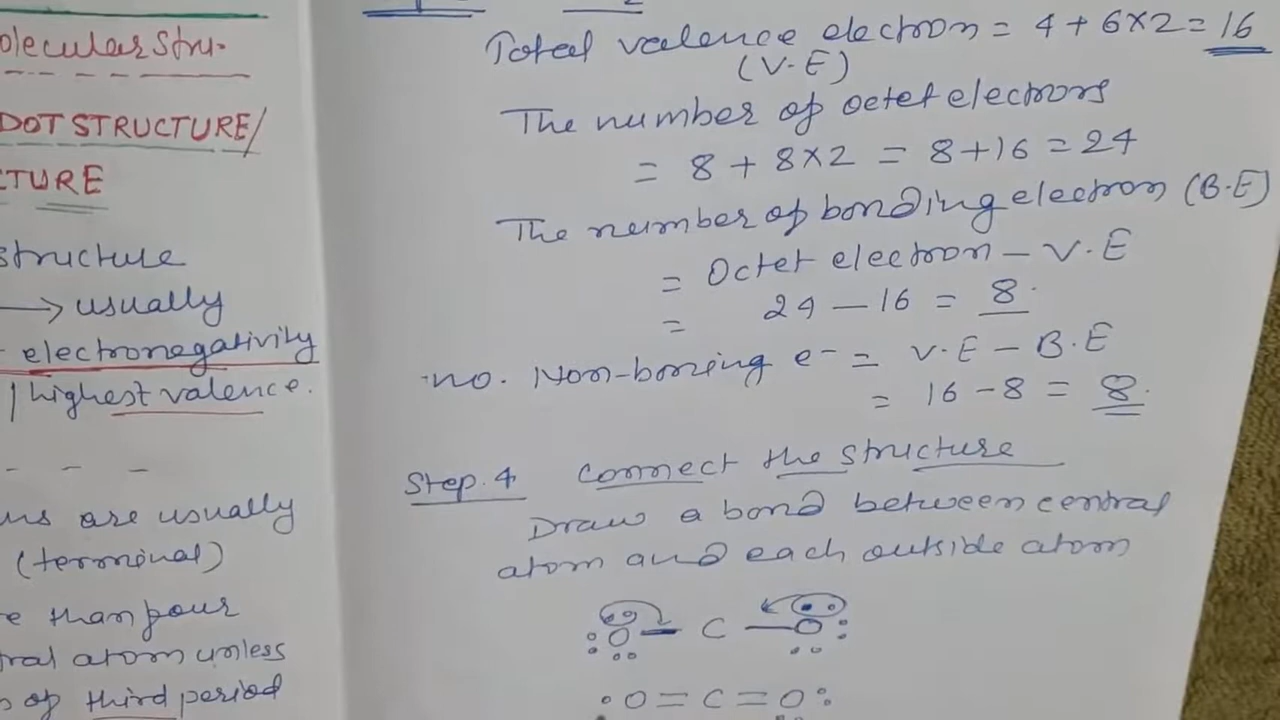 olecular Stru-
DOT STRUCTURE/
CTURE
structure
→ usually
electronegativity
/ highest valence.
ns are usually
(terminal)
e than four
ral atom unless
of third period
Total valence electron = 4 + 6×2 = 16
(V.E)
The number of octet electrons
= 8 + 8×2 = 8+16 = 24
The number of bonding electron (B.E)
= Octet electron – V.E
= 24 – 16 = 8.
no. Non-boning e– = V.E – B.E
= 16 – 8 = 8.
Step.4 Connect the structure
Draw a bond between central
atom and each outside atom
O – C – O
O = C = O